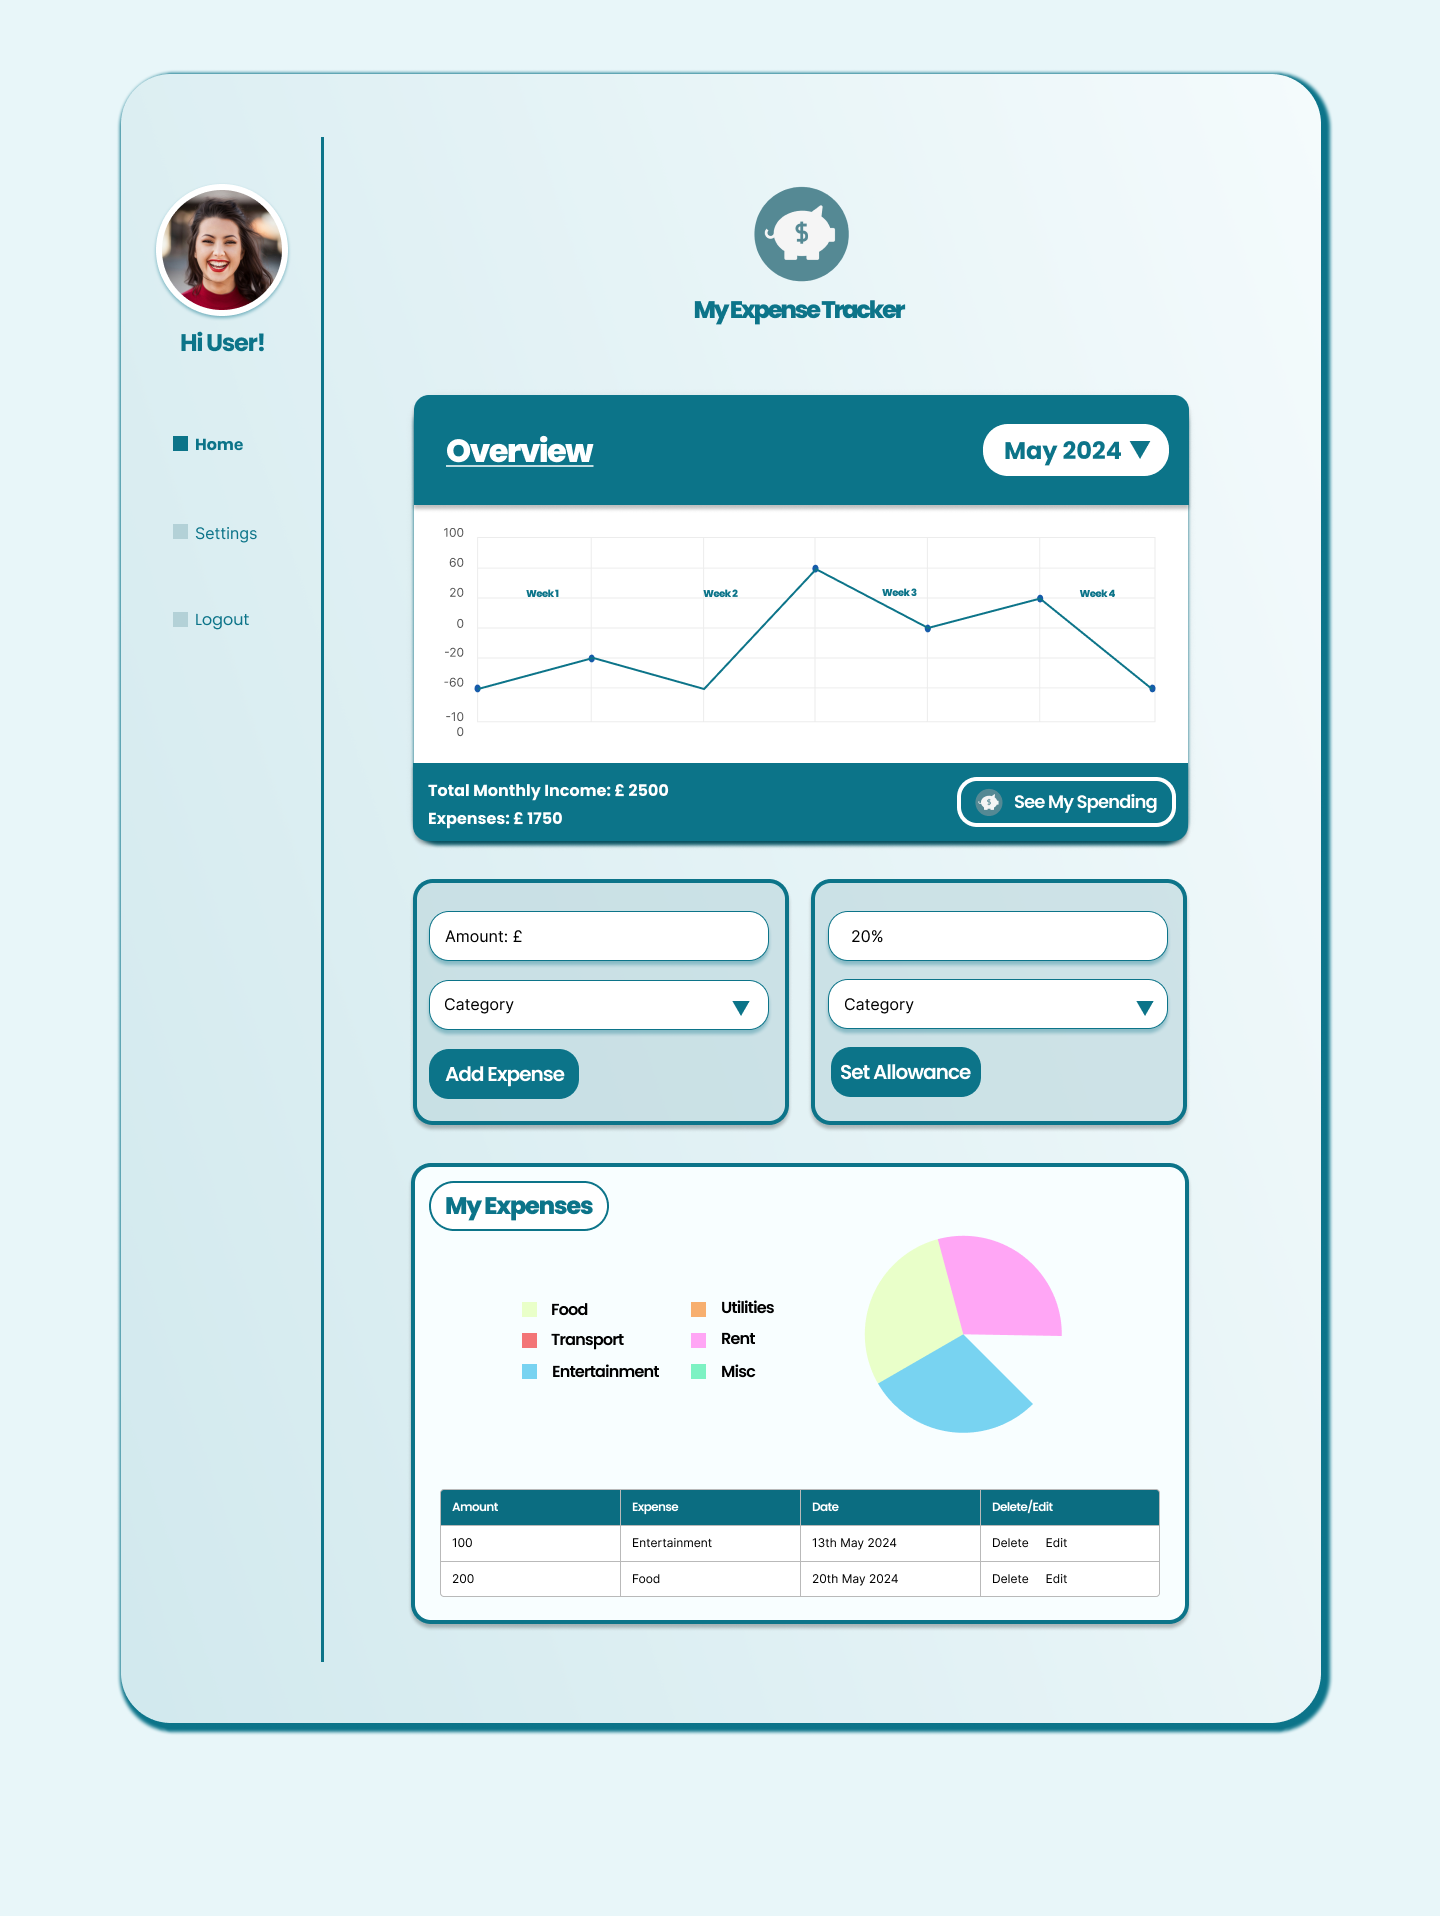 $
My Expense Tracker
Hi User!
Home
Settings
Logout
Overview
May 2024
100
60
20
0
-20
-60
-10
0
Week 1
Week 2
Week 3
Week 4
Total Monthly Income: £ 2500
Expenses: £ 1750
$
See My Spending
Amount: £
Category
Add Expense
20%
Category
Set Allowance
My Expenses
Food
Utilities
Transport
Rent
Entertainment
Misc
Amount Expense Date Delete/Edit
100 Entertainment 13th May 2024 Delete Edit
200 Food 20th May 2024 Delete Edit